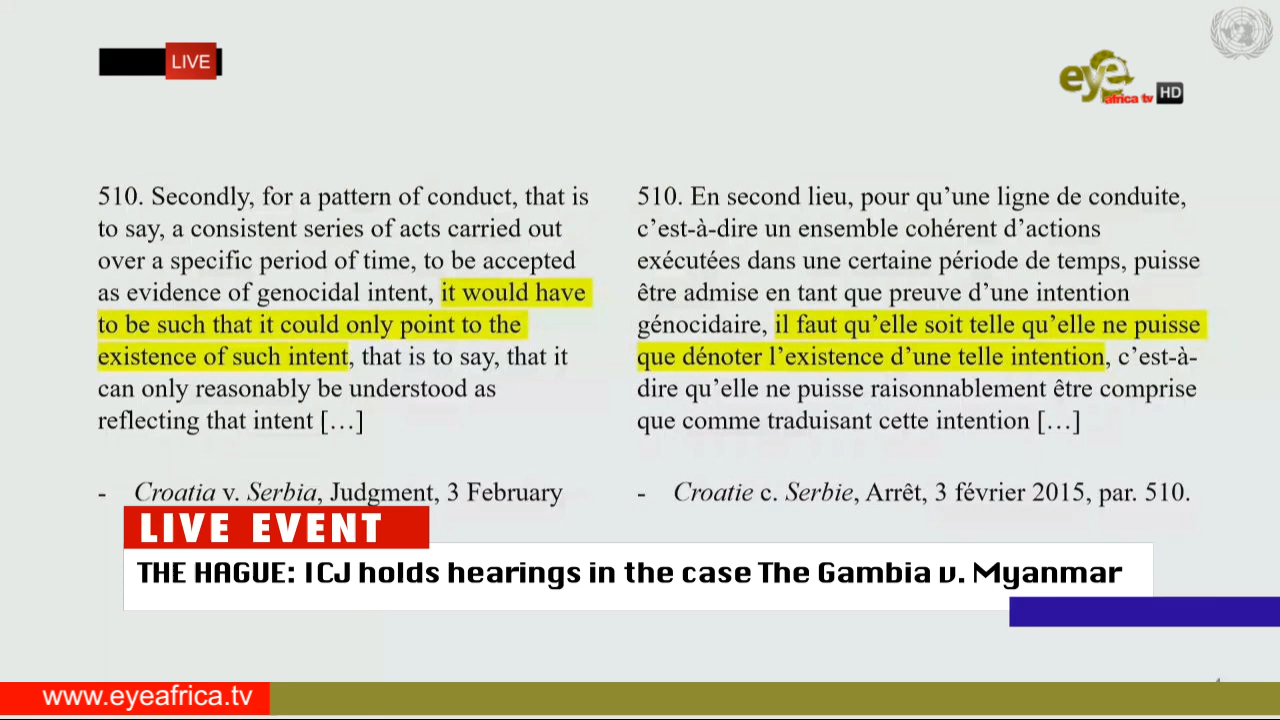 LIVE
eye
africa tv HD
510. Secondly, for a pattern of conduct, that is
to say, a consistent series of acts carried out
over a specific period of time, to be accepted
as evidence of genocidal intent, it would have
to be such that it could only point to the
existence of such intent, that is to say, that it
can only reasonably be understood as
reflecting that intent […]
- Croatia v. Serbia, Judgment, 3 February
510. En second lieu, pour qu’une ligne de conduite,
c’est-à-dire un ensemble cohérent d’actions
exécutées dans une certaine période de temps, puisse
être admise en tant que preuve d’une intention
génocidaire, il faut qu’elle soit telle qu’elle ne puisse
que dénoter l’existence d’une telle intention, c’est-à-
dire qu’elle ne puisse raisonnablement être comprise
que comme traduisant cette intention […]
- Croatie c. Serbie, Arrêt, 3 février 2015, par. 510.
LIVE EVENT
THE HAGUE: ICJ holds hearings in the case The Gambia v. Myanmar
www.eyeafrica.tv